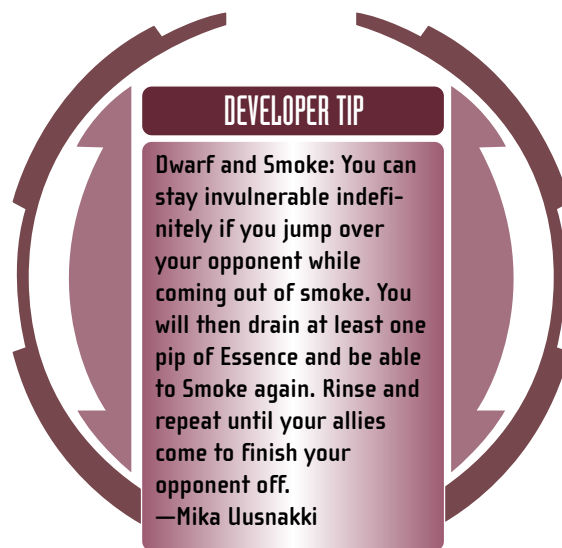 DEVELOPER TIP
Dwarf and Smoke: You can
stay invulnerable indefi-
nitely if you jump over
your opponent while
coming out of smoke. You
will then drain at least one
pip of Essence and be able
to Smoke again. Rinse and
repeat until your allies
come to finish your
opponent off.
—Mika Uusnakki